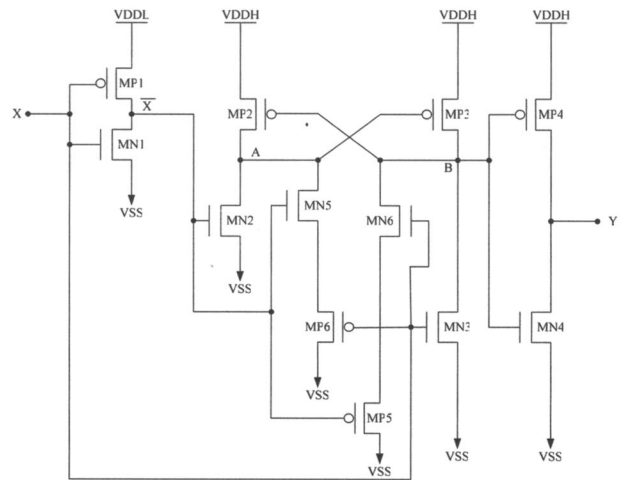 VDDL VDDH VDDH VDDH
MP1
X X̅
MP2 MP3 MP4
MN1
A B
VSS
MN5
MN2 MN6
Y
VSS
MP6 MN3 MN4
VSS
MP5
VSS VSS VSS